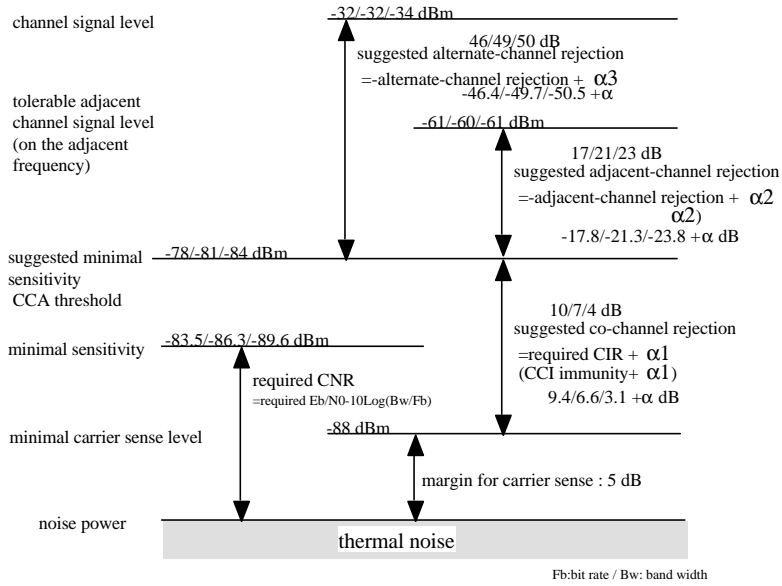 channel signal level
-32/-32/-34 dBm
46/49/50 dB
suggested alternate-channel rejection
=-alternate-channel rejection + α3
-46.4/-49.7/-50.5 +α
tolerable adjacent
channel signal level
(on the adjacent
frequency)
-61/-60/-61 dBm
17/21/23 dB
suggested adjacent-channel rejection
=-adjacent-channel rejection + α2
α2)
-17.8/-21.3/-23.8 +α dB
suggested minimal
sensitivity
CCA threshold
-78/-81/-84 dBm
10/7/4 dB
suggested co-channel rejection
=required CIR + α1
(CCI immunity+ α1)
9.4/6.6/3.1 +α dB
minimal sensitivity
-83.5/-86.3/-89.6 dBm
required CNR
=required Eb/N0-10Log(Bw/Fb)
minimal carrier sense level
-88 dBm
margin for carrier sense : 5 dB
noise power
thermal noise
Fb:bit rate / Bw: band width